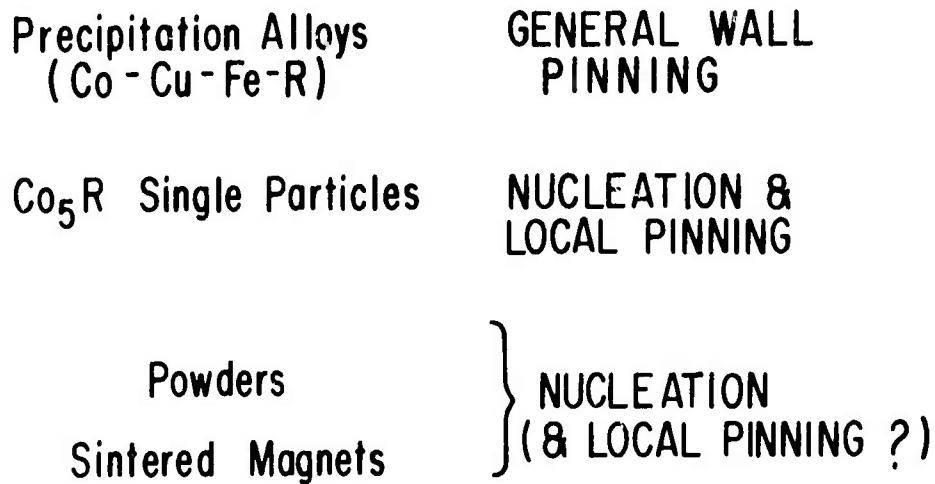 Precipitation Alloys
(Co-Cu-Fe-R)
GENERAL WALL
PINNING
Co₅R Single Particles
NUCLEATION &
LOCAL PINNING
Powders
Sintered Magnets
NUCLEATION
(& LOCAL PINNING ?)